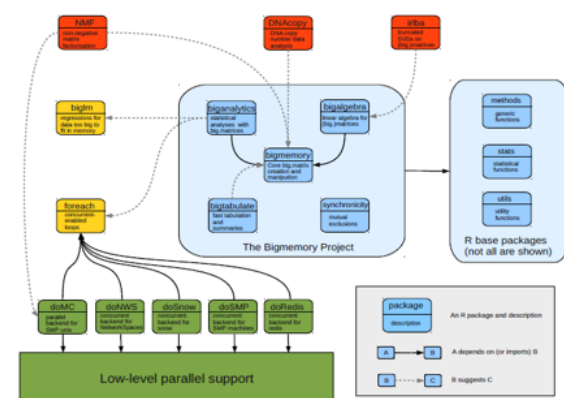 NMF
non-negative
matrix
factorization
DNAcopy
DNA copy
number data
analysis
irlba
truncated
SVDs on
(big.)matrices
biglm
regressions for
data too big to
fit in memory
biganalytics
statistical
analyses with
big.matrices
bigalgebra
linear algebra for
(big.)matrices
methods
generic
functions
bigmemory
Core big.matrix
creation and
manipution
stats
statistical
functions
foreach
concurrent-
enabled
loops
bigtabulate
fast tabulation
and
summaries
synchronicity
mutual
exclusions
utils
utility
functions
The Bigmemory Project
R base packages
(not all are shown)
doMC
parallel
backend for
SMP unix
doNWS
concurrent
backend for
NetworkSpaces
doSnow
concurrent
backend for
snow
doSMP
concurrent
backend for
SMP machines
doRedis
concurrent
backend for
redis
Low-level parallel support
package
description
An R package and description
A
B
A depends on (or imports) B
B
C
B suggests C